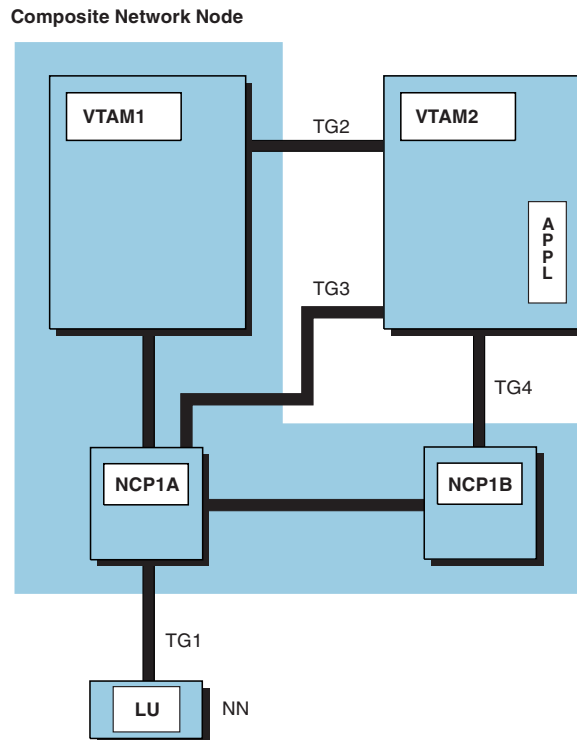 Composite Network Node
VTAM1
TG2
VTAM2
A
P
P
L
TG3
TG4
NCP1A
NCP1B
TG1
LU
NN